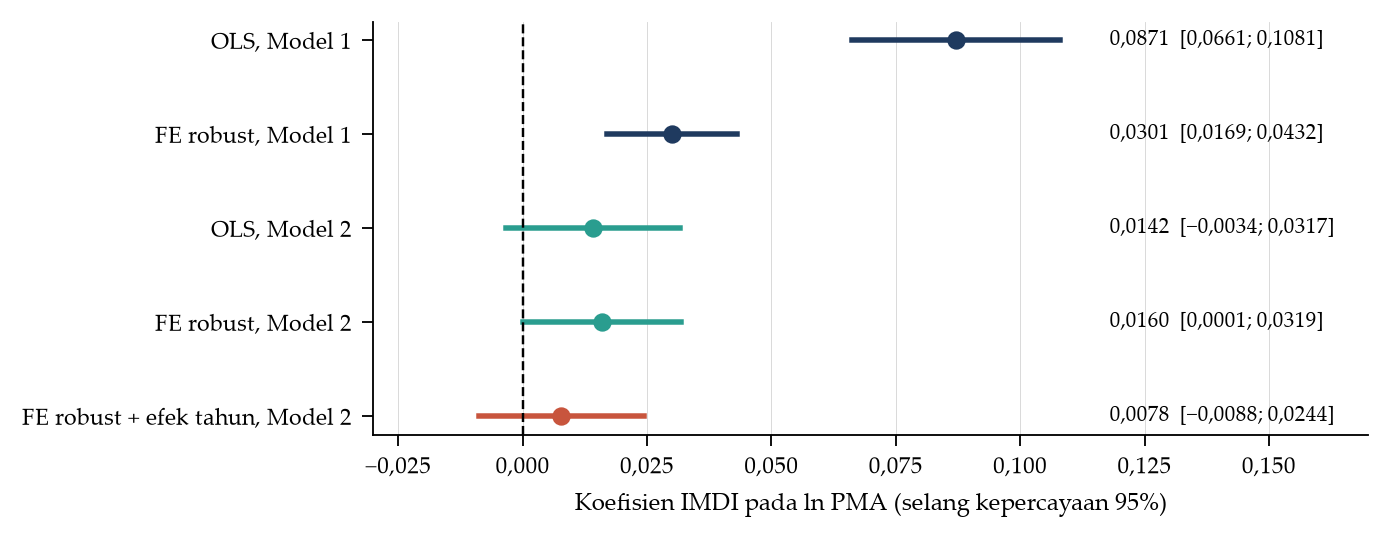 OLS, Model 1 0,0871 [0,0661; 0,1081]
FE robust, Model 1 0,0301 [0,0169; 0,0432]
OLS, Model 2 0,0142 [−0,0034; 0,0317]
FE robust, Model 2 0,0160 [0,0001; 0,0319]
FE robust + efek tahun, Model 2 0,0078 [−0,0088; 0,0244]
−0,025 0,000 0,025 0,050 0,075 0,100 0,125 0,150
Koefisien IMDI pada ln PMA (selang kepercayaan 95%)